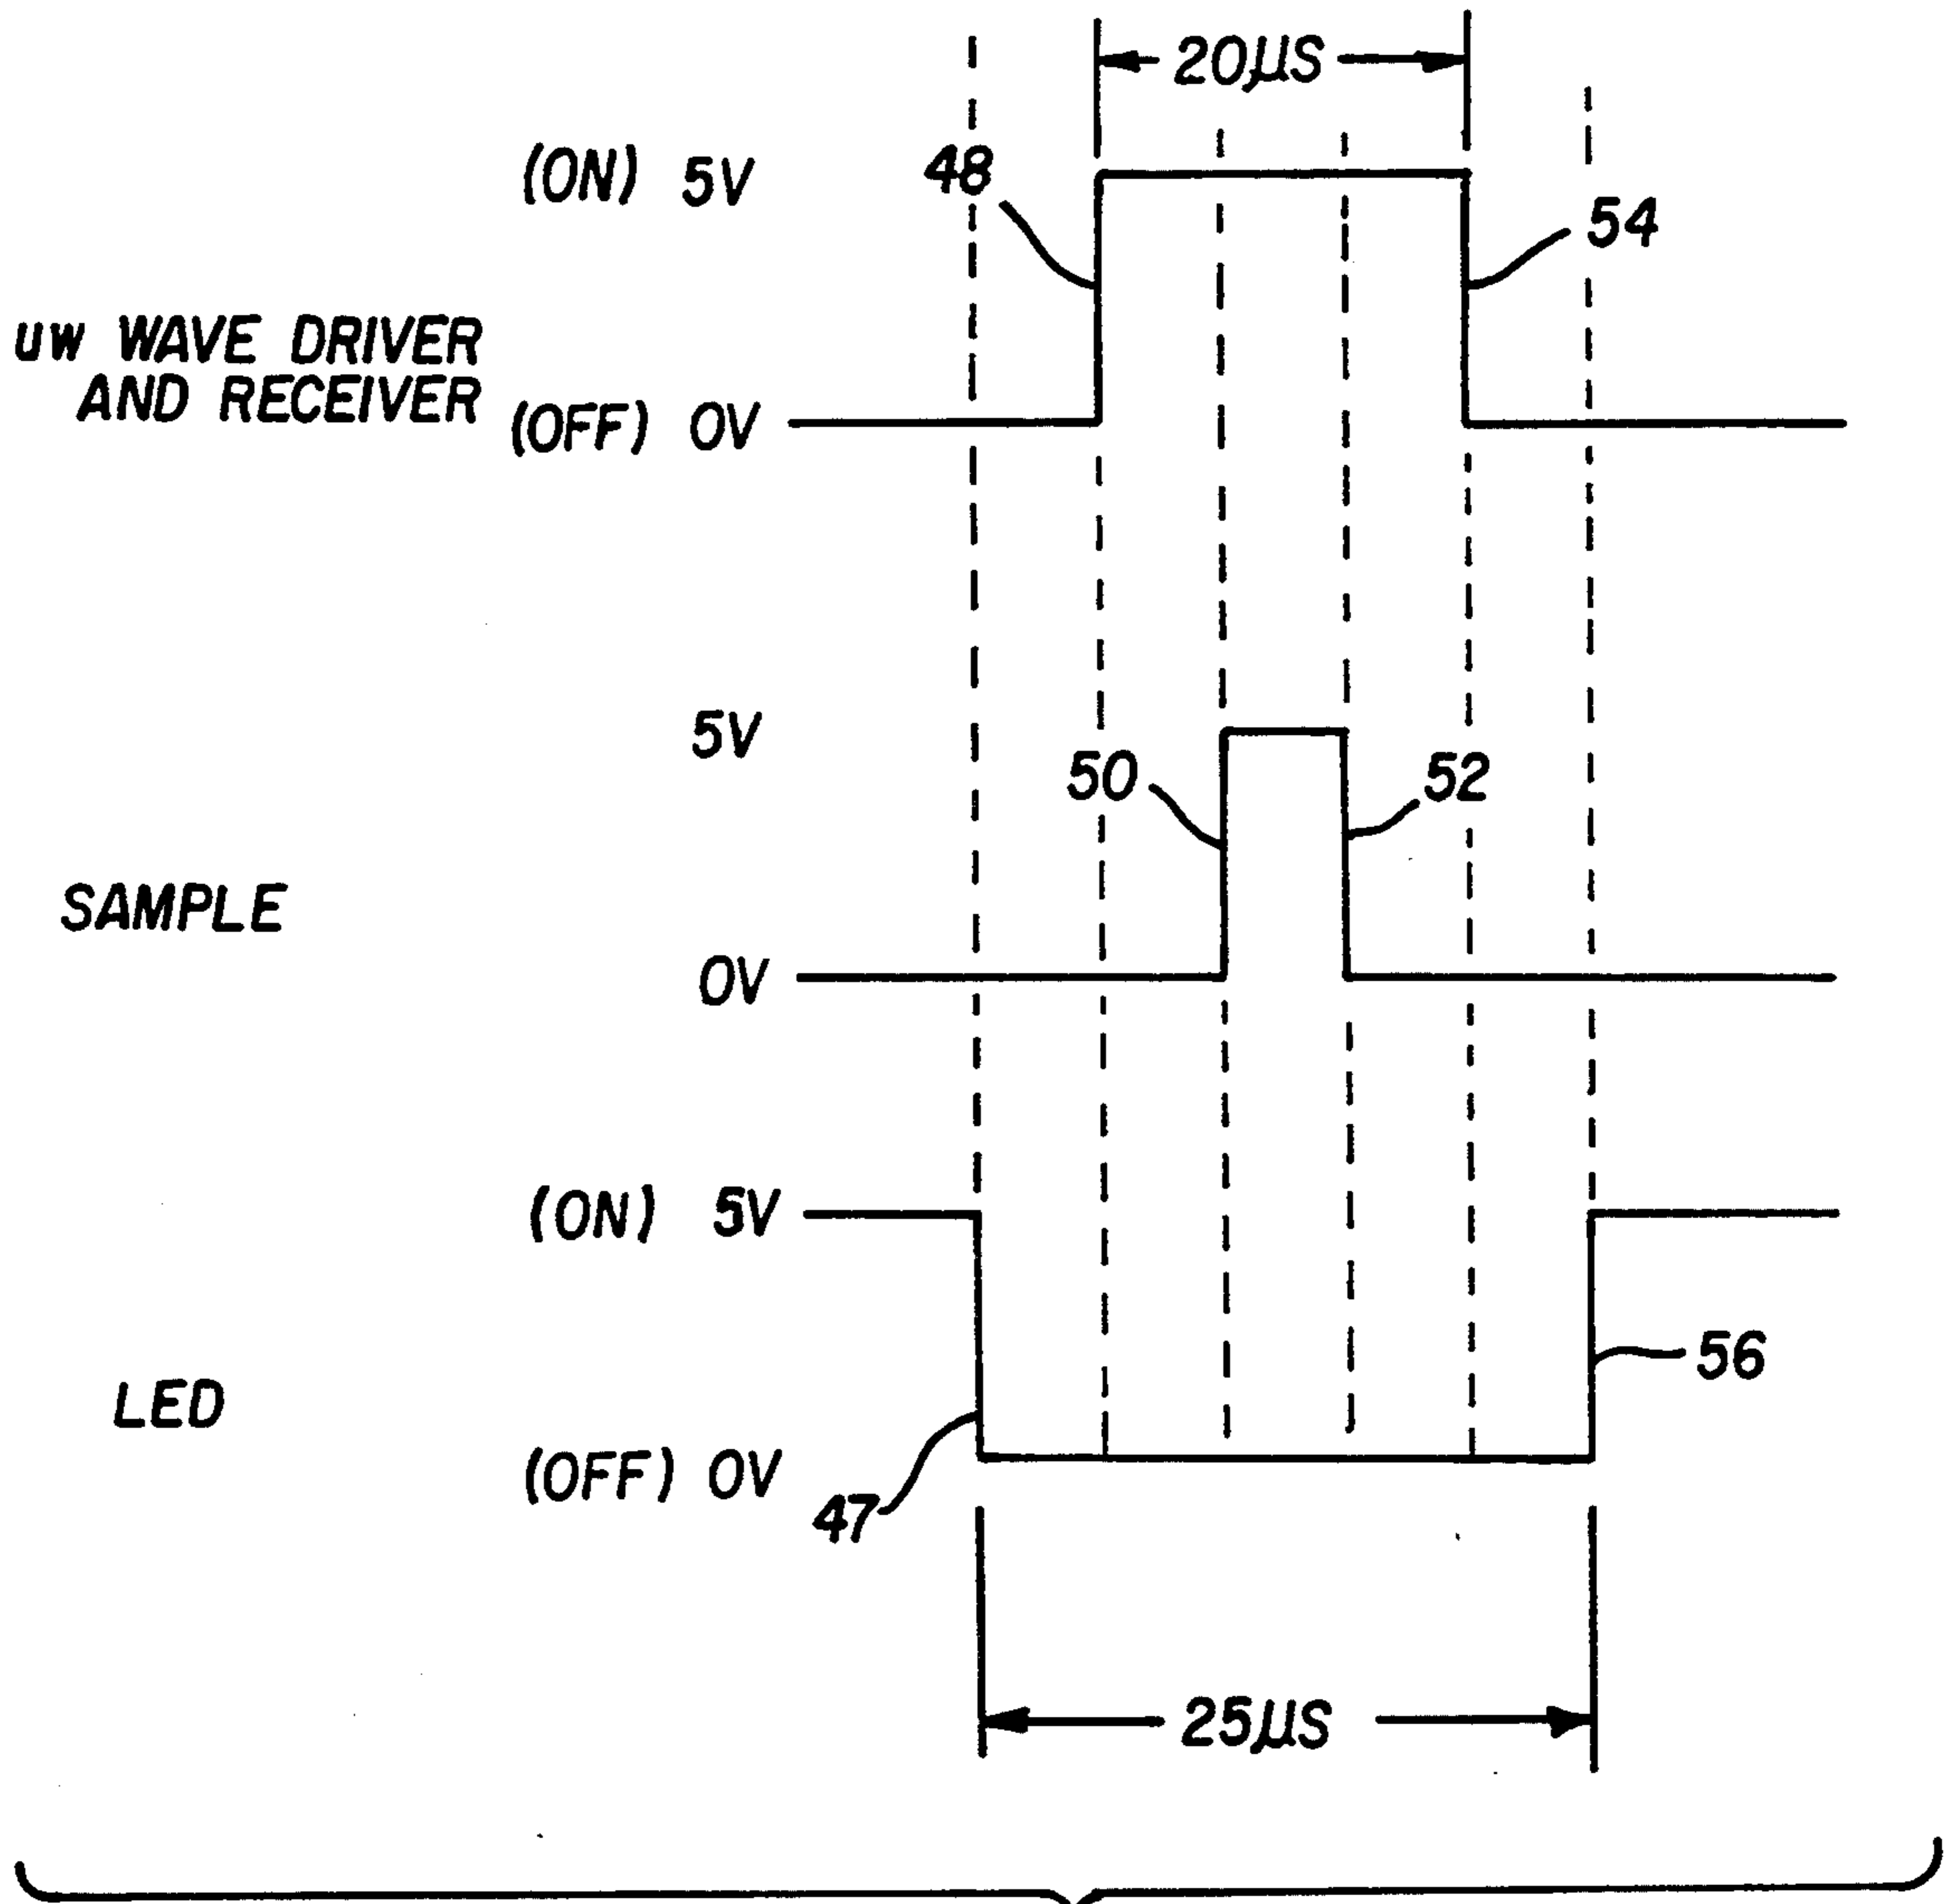 20µS
(ON) 5V
48
54
uw WAVE DRIVER
AND RECEIVER
(OFF) 0V
5V
50
52
SAMPLE
0V
(ON) 5V
56
LED
(OFF) 0V
47
25µS